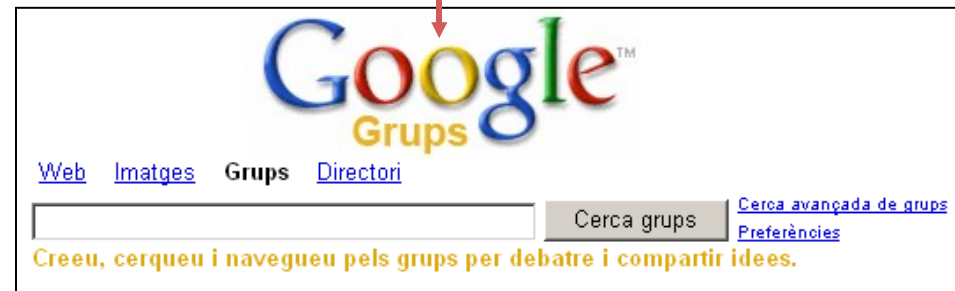 Google™
Grups
Web Imatges Grups Directori
Cerca grups
Cerca avançada de grups
Preferències
Creeu, cerqueu i navegueu pels grups per debatre i compartir idees.